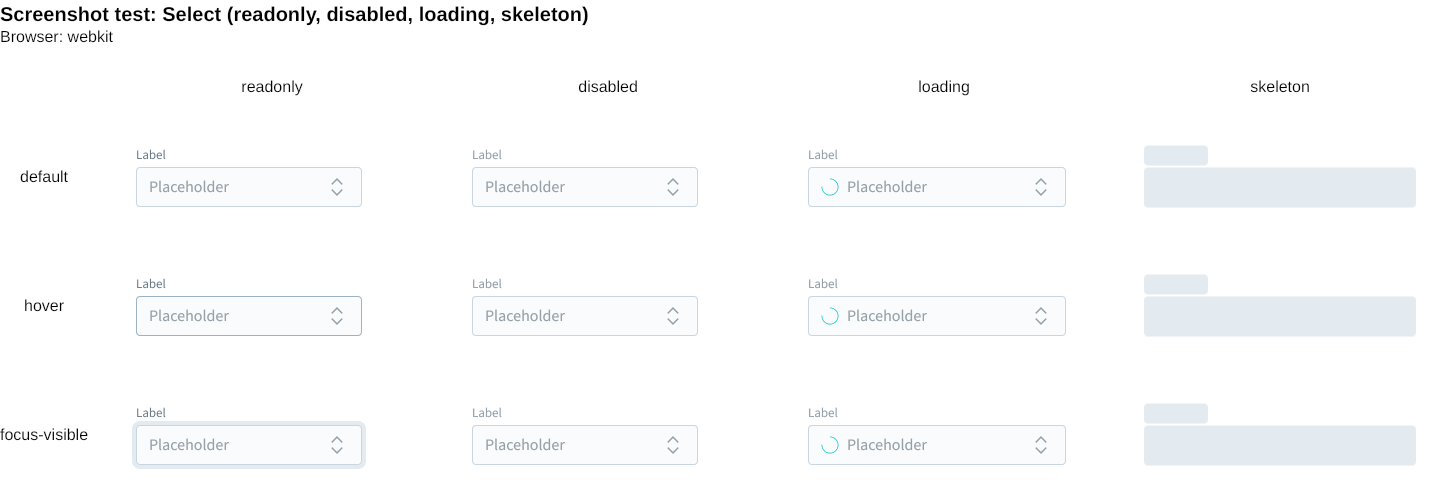 Screenshot test: Select (readonly, disabled, loading, skeleton)
Browser: webkit
readonly disabled loading skeleton
Label Label Label
default Placeholder Placeholder Placeholder
Label Label Label
hover Placeholder Placeholder Placeholder
Label Label Label
focus-visible Placeholder Placeholder Placeholder